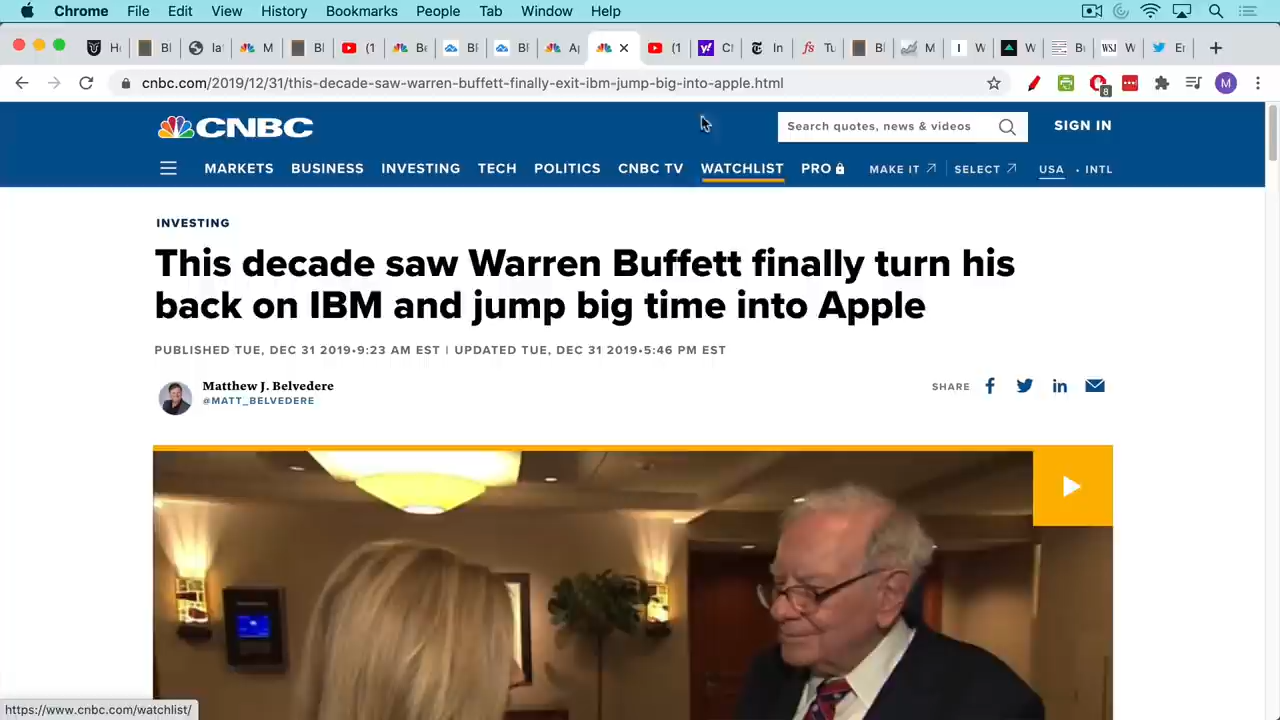 Chrome File Edit View History Bookmarks People Tab Window Help
cnbc.com/2019/12/31/this-decade-saw-warren-buffett-finally-exit-ibm-jump-big-into-apple.html
8
M
CNBC
Search quotes, news & videos
SIGN IN
MARKETS BUSINESS INVESTING TECH POLITICS CNBC TV WATCHLIST PRO MAKE IT SELECT USA • INTL
INVESTING
This decade saw Warren Buffett finally turn his
back on IBM and jump big time into Apple
PUBLISHED TUE, DEC 31 2019•9:23 AM EST | UPDATED TUE, DEC 31 2019•5:46 PM EST
Matthew J. Belvedere
@MATT_BELVEDERE
SHARE
https://www.cnbc.com/watchlist/